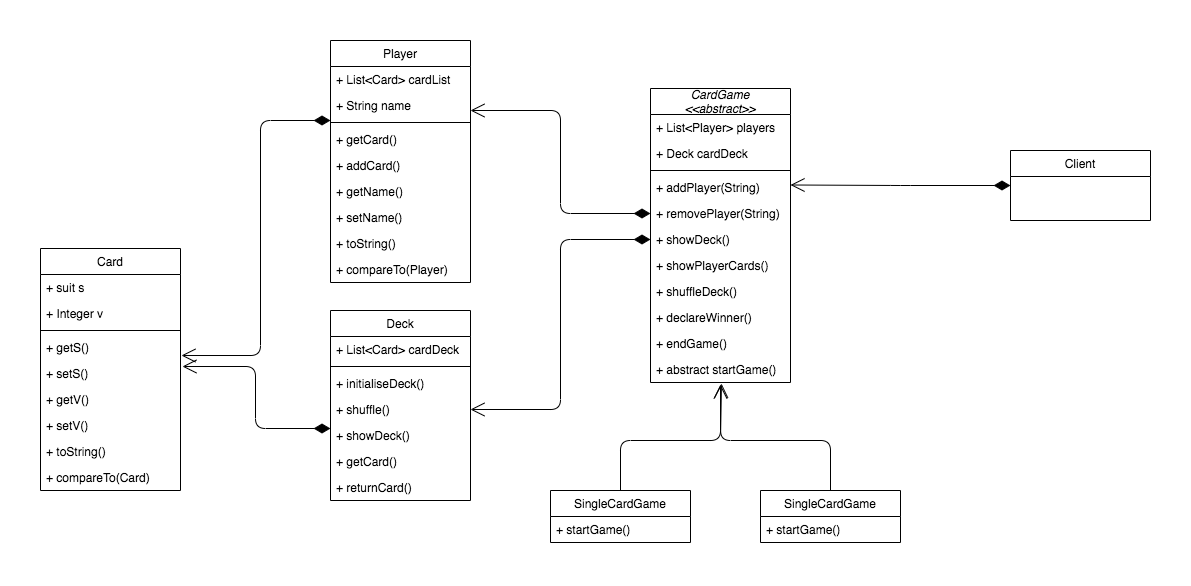 Player
+ List<Card> cardList
+ String name
+ getCard()
+ addCard()
+ getName()
+ setName()
+ toString()
+ compareTo(Player)
CardGame
<<abstract>>
+ List<Player> players
+ Deck cardDeck
+ addPlayer(String)
+ removePlayer(String)
+ showDeck()
+ showPlayerCards()
+ shuffleDeck()
+ declareWinner()
+ endGame()
+ abstract startGame()
Client
Card
+ suit s
+ Integer v
+ getS()
+ setS()
+ getV()
+ setV()
+ toString()
+ compareTo(Card)
Deck
+ List<Card> cardDeck
+ initialiseDeck()
+ shuffle()
+ showDeck()
+ getCard()
+ returnCard()
SingleCardGame
+ startGame()
SingleCardGame
+ startGame()